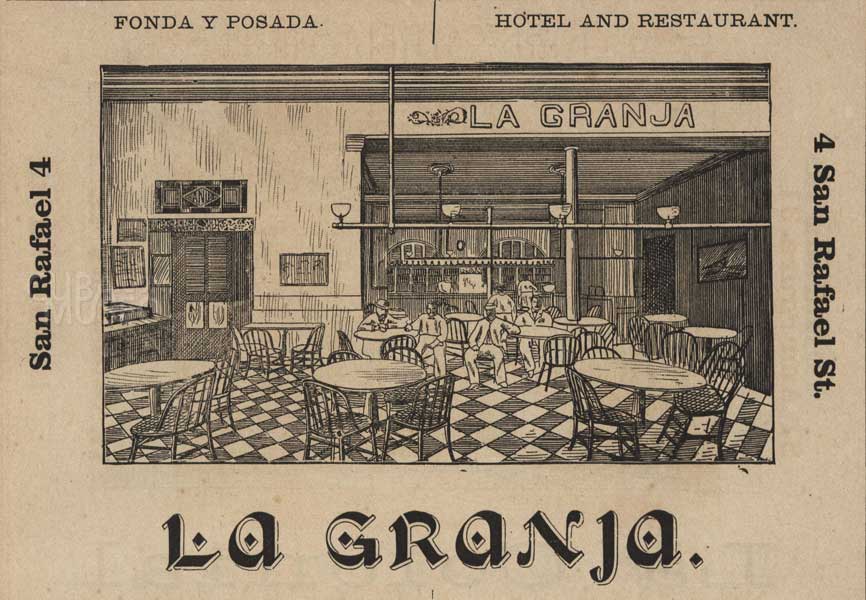 FONDA Y POSADA.
HOTEL AND RESTAURANT.
San Rafael 4
LA GRANJA
4 San Rafael St.
LA GRANJA.